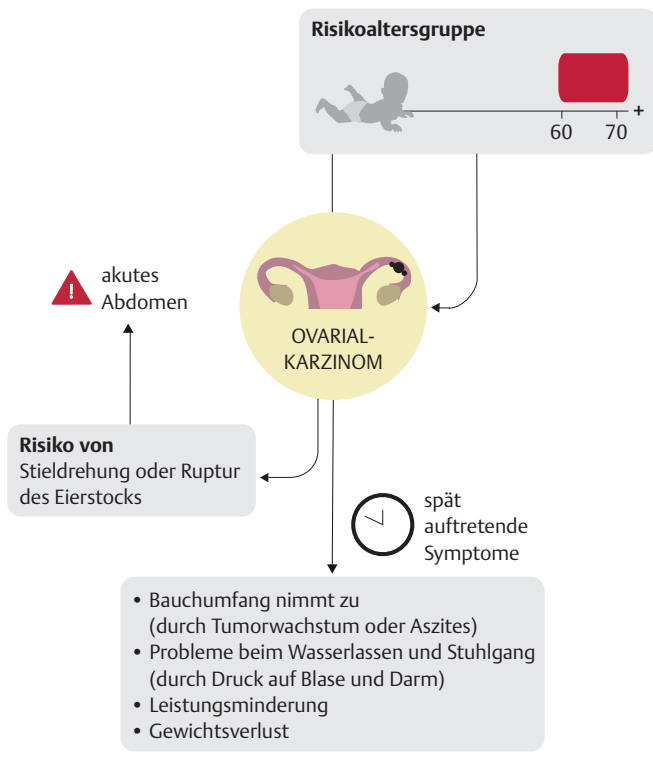 Risikoaltersgruppe
+
60 70
! akutes
Abdomen
OVARIAL-
KARZINOM
Risiko von
Stieldrehung oder Ruptur
des Eierstocks
spät
auftretende
Symptome
• Bauchumfang nimmt zu
(durch Tumorwachstum oder Aszites)
• Probleme beim Wasserlassen und Stuhlgang
(durch Druck auf Blase und Darm)
• Leistungsminderung
• Gewichtsverlust